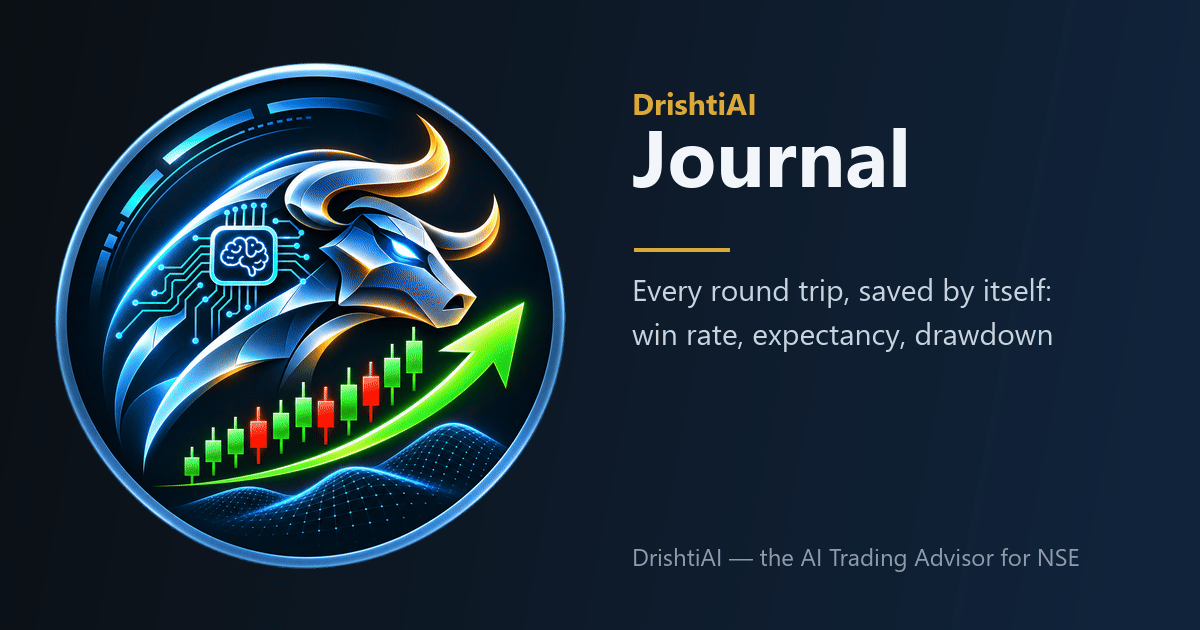 DrishtiAI
Journal
Every round trip, saved by itself:
win rate, expectancy, drawdown
DrishtiAI — the AI Trading Advisor for NSE